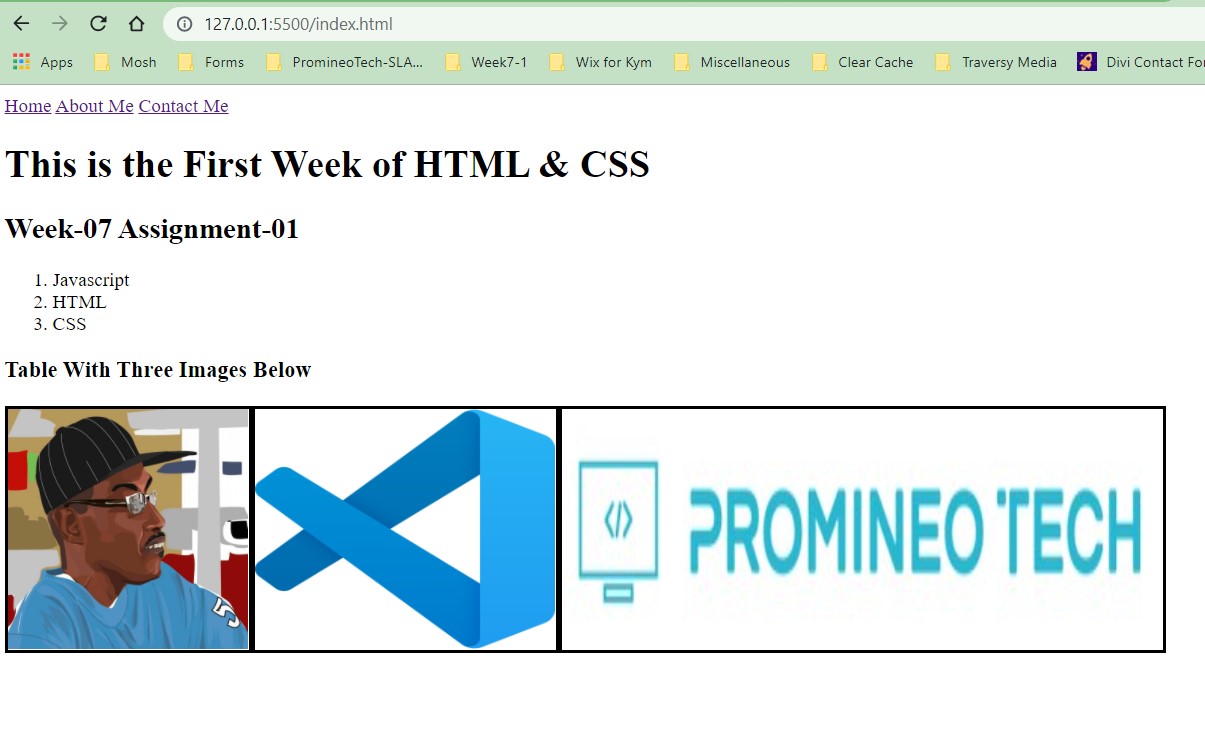 127.0.0.1:5500/index.html
Apps Mosh Forms PromineoTech-SLA... Week7-1 Wix for Kym Miscellaneous Clear Cache Traversy Media Divi Contact For
Home About Me Contact Me
This is the First Week of HTML & CSS
Week-07 Assignment-01
1. Javascript
2. HTML
3. CSS
Table With Three Images Below
5
</> PROMINEO TECH